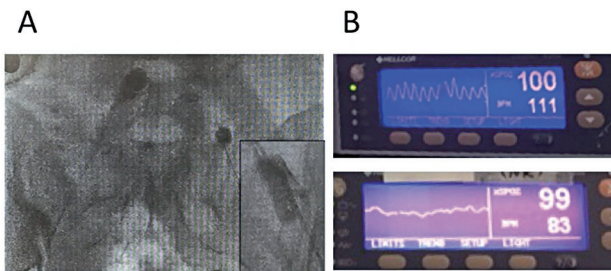 A
B
NELLCOR
%SPO2
100
BPM
111
%SPO2
99
BPM
83
LIMITS TREND SETUP LIGHT